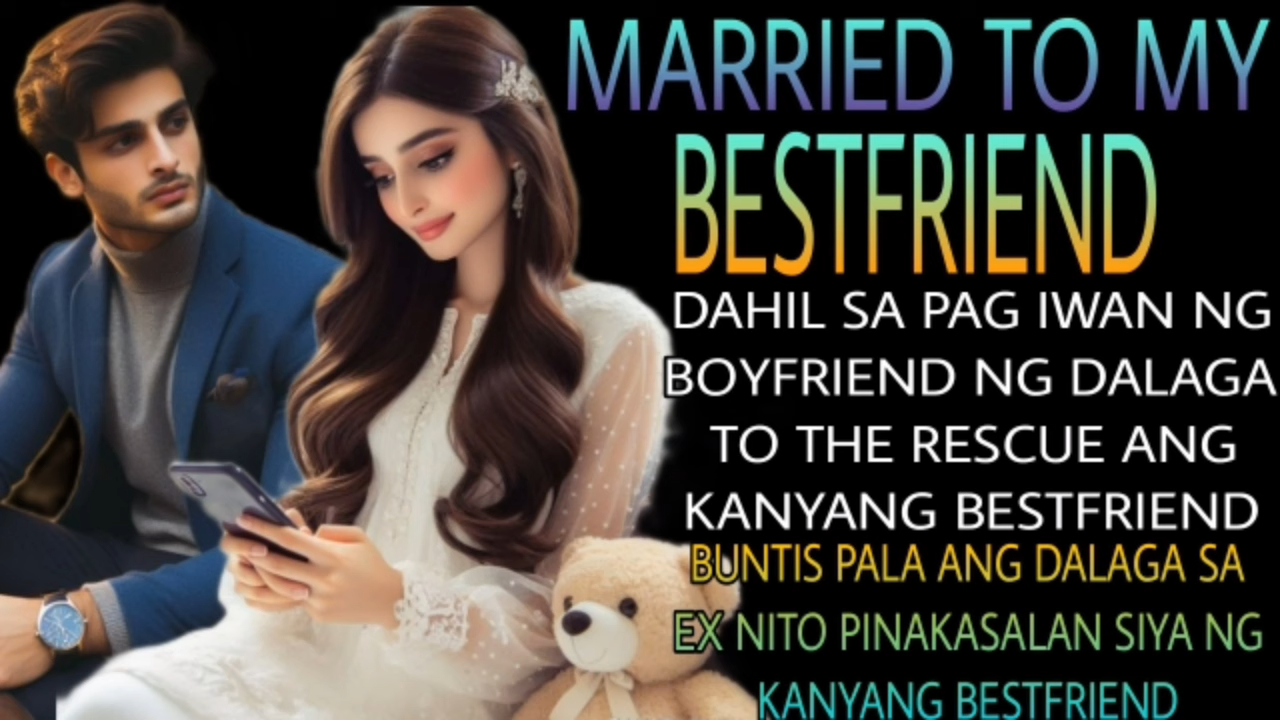 MARRIED TO MY
BESTFRIEND
DAHIL SA PAG IWAN NG
BOYFRIEND NG DALAGA
TO THE RESCUE ANG
KANYANG BESTFRIEND
BUNTIS PALA ANG DALAGA SA
EX NITO PINAKASALAN SIYA NG
KANYANG BESTFRIEND